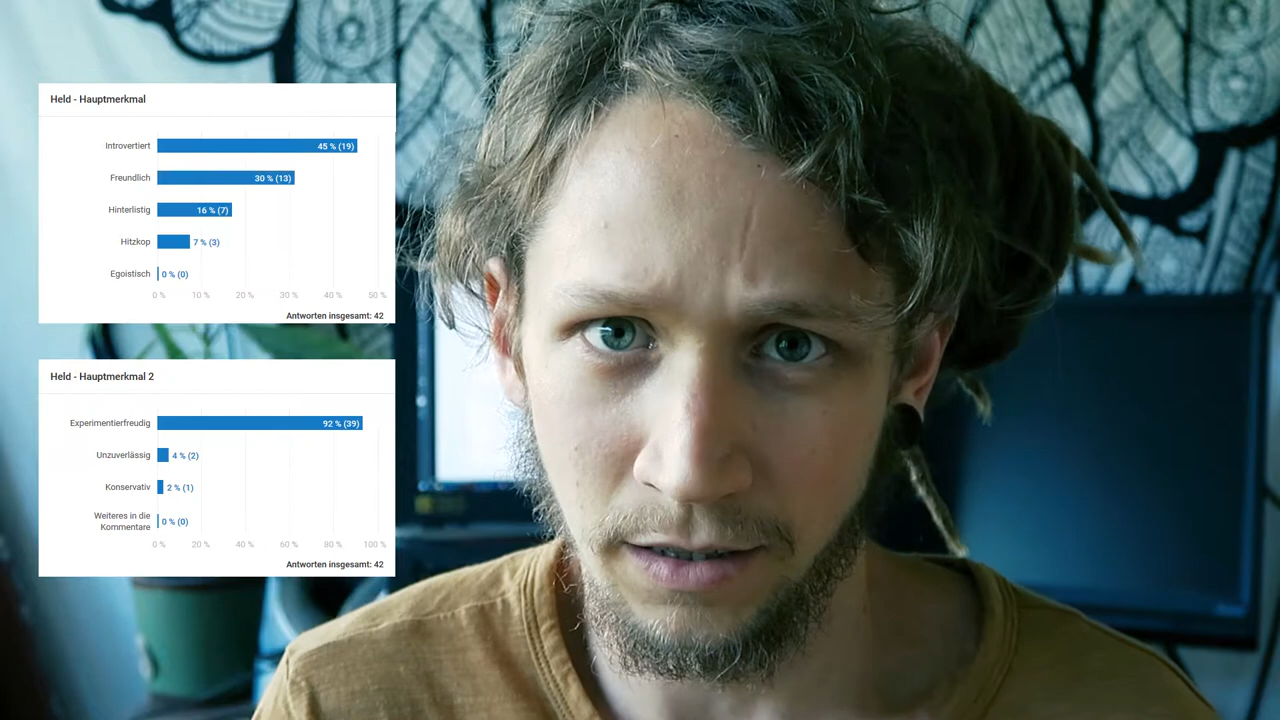 Held - Hauptmerkmal
Introvertiert 45 % (19)
Freundlich 30 % (13)
Hinterlistig 16 % (7)
Hitzkop 7 % (3)
Egoistisch 0 % (0)
0 % 10 % 20 % 30 % 40 % 50 %
Antworten insgesamt: 42
Held - Hauptmerkmal 2
Experimentierfreudig 92 % (39)
Unzuverlässig 4 % (2)
Konservativ 2 % (1)
Weiteres in die
Kommentare 0 % (0)
0 % 20 % 40 % 60 % 80 % 100 %
Antworten insgesamt: 42